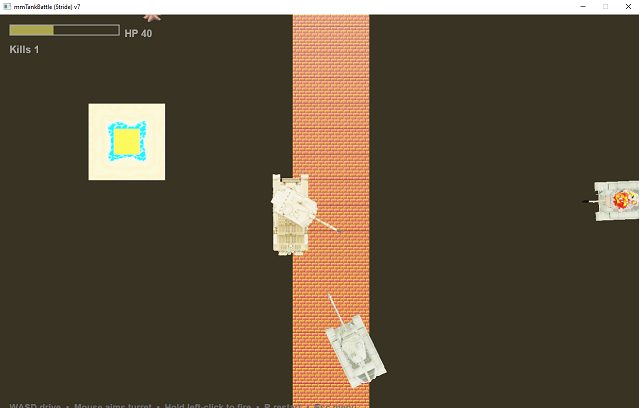 mmTankBattle (Stride) v7
HP 40
Kills 1
WASD drive • Mouse aims turret • Hold left-click to fire • R restart